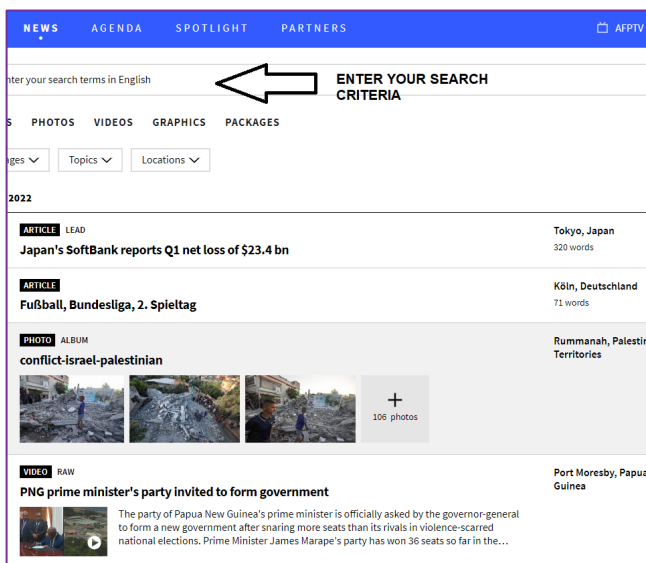 NEWS AGENDA SPOTLIGHT PARTNERS AFPTV
nter your search terms in English
ENTER YOUR SEARCH
CRITERIA
S PHOTOS VIDEOS GRAPHICS PACKAGES
ages Topics Locations
2022
ARTICLE LEAD
Japan's SoftBank reports Q1 net loss of $23.4 bn
Tokyo, Japan
320 words
ARTICLE
Fußball, Bundesliga, 2. Spieltag
Köln, Deutschland
71 words
PHOTO ALBUM
conflict-israel-palestinian
Rummanah, Palestin
Territories
+
106 photos
VIDEO RAW
PNG prime minister's party invited to form government
Port Moresby, Papua
Guinea
The party of Papua New Guinea's prime minister is officially asked by the governor-general
to form a new government after snaring more seats than its rivals in violence-scarred
national elections. Prime Minister James Marape's party has won 36 seats so far in the...